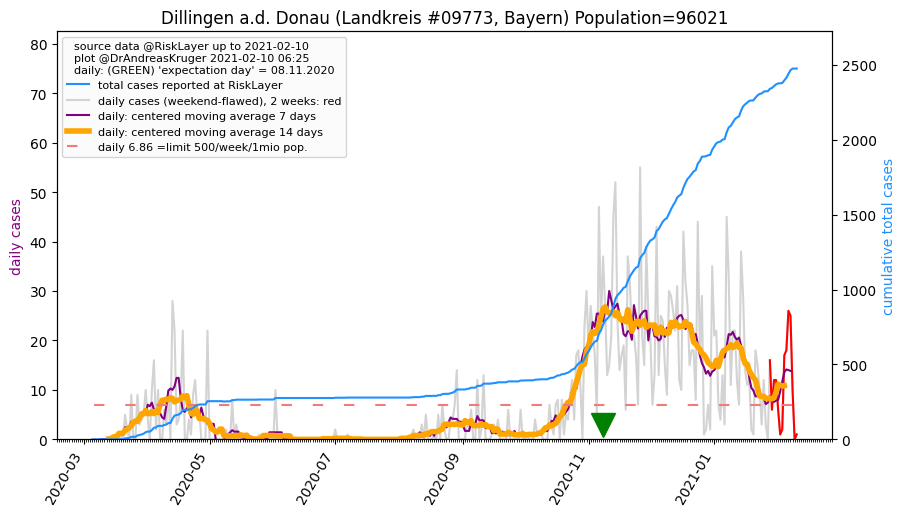 Dillingen a.d. Donau (Landkreis #09773, Bayern) Population=96021
source data @RiskLayer up to 2021-02-10
plot @DrAndreasKruger 2021-02-10 06:25
daily: (GREEN) 'expectation day' = 08.11.2020
total cases reported at RiskLayer
daily cases (weekend-flawed), 2 weeks: red
daily: centered moving average 7 days
daily: centered moving average 14 days
daily 6.86 =limit 500/week/1mio pop.
daily cases
80
70
60
50
40
30
20
10
0
cumulative total cases
2500
2000
1500
1000
500
0
2020-03
2020-05
2020-07
2020-09
2020-11
2021-01